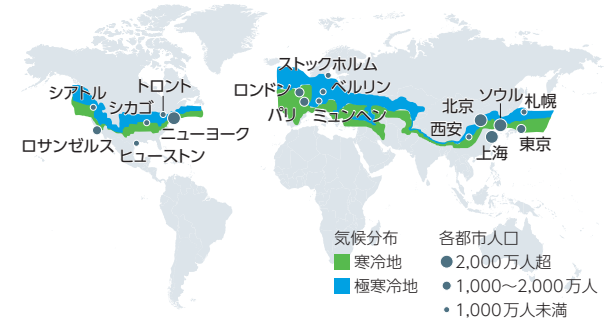 ストックホルム
シアトル
トロント
ロンドン
ベルリン
シカゴ
ソウル
北京
札幌
パリ
ミュンヘン
ニューヨーク
西安
ロサンゼルス
ヒューストン
上海
東京
気候分布
各都市人口
寒冷地
2,000万人超
極寒冷地
1,000〜2,000万人
1,000万人未満